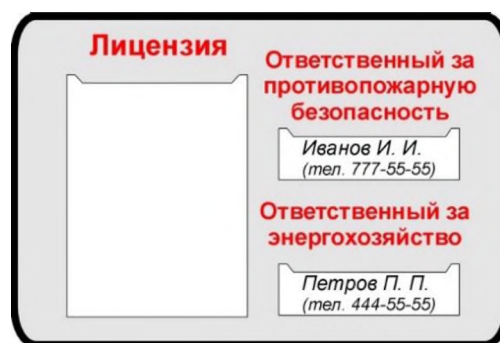 Лицензия
Ответственный за
противопожарную
безопасность
Иванов И. И.
(тел. 777-55-55)
Ответственный за
энергохозяйство
Петров П. П.
(тел. 444-55-55)